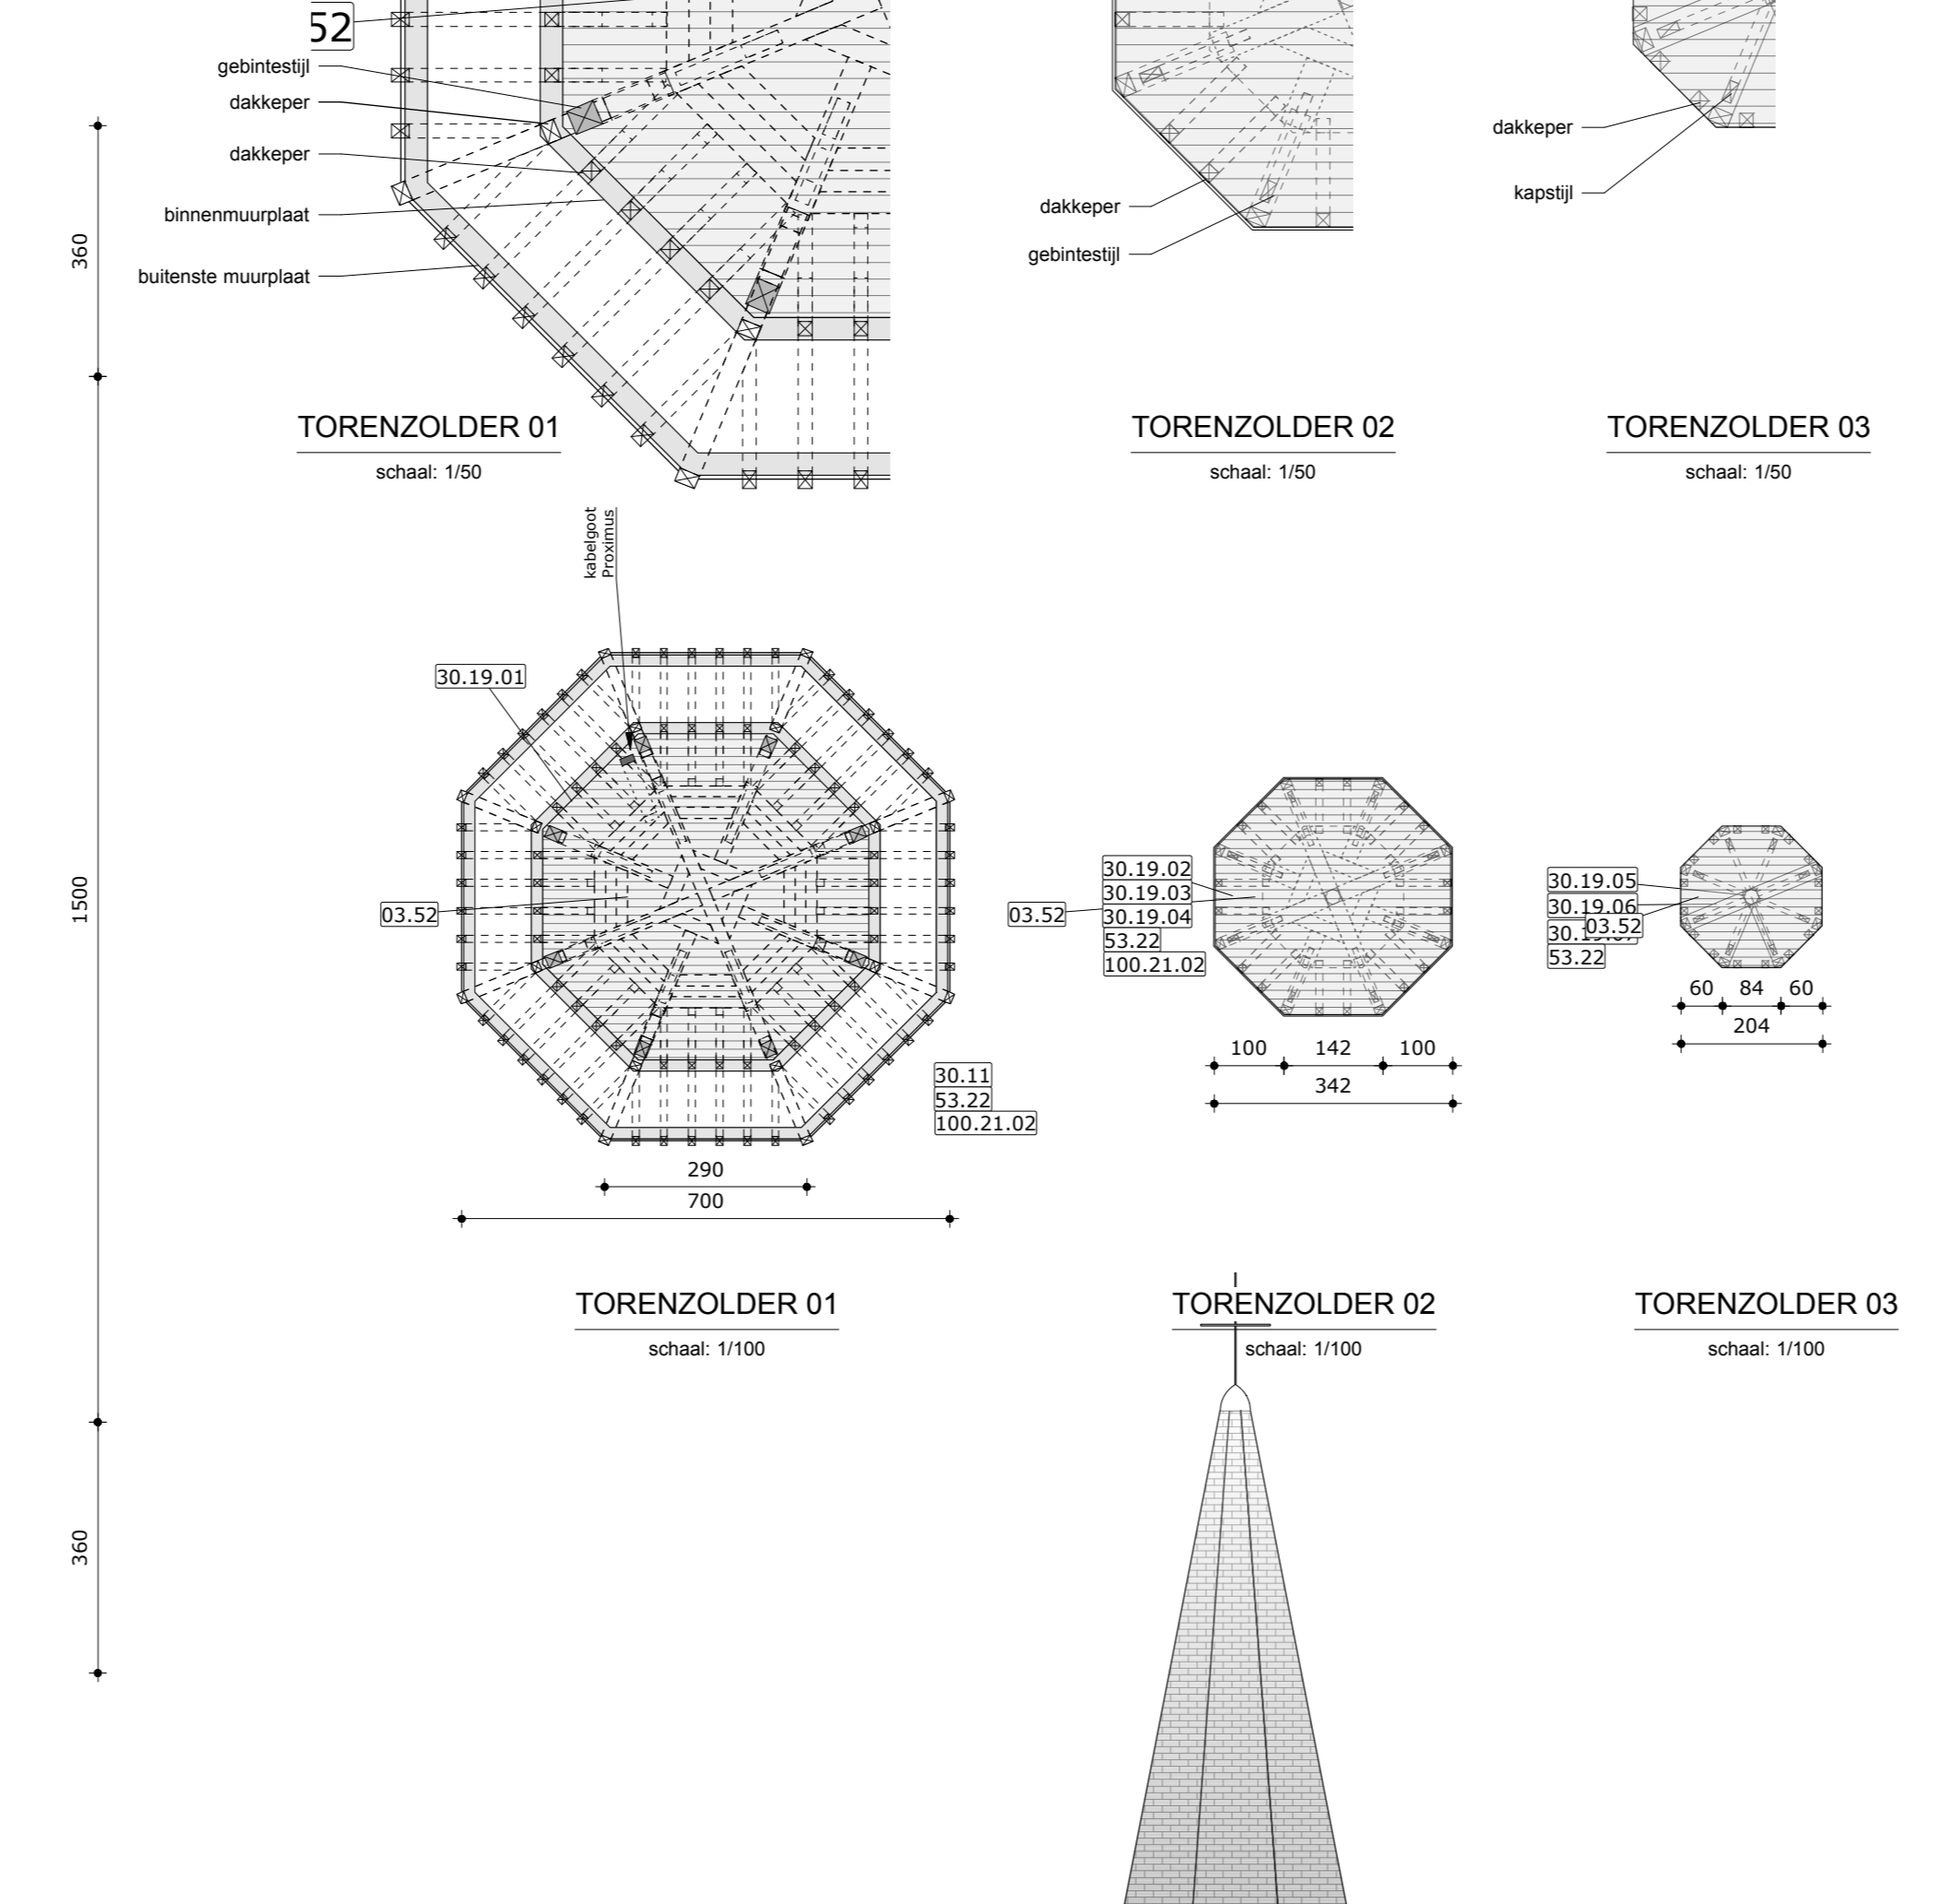 52
gebintestijl
dakkeper
dakkeper
binnenmuurplaat
buitenste muurplaat
dakkeper
gebintestijl
dakkeper
kapstijl
360
TORENZOLDER 01
schaal: 1/50
TORENZOLDER 02
schaal: 1/50
TORENZOLDER 03
schaal: 1/50
kabelgoot
Proximus
30.19.01
03.52
1500
30.11
53.22
100.21.02
290
700
03.52
30.19.02
30.19.03
30.19.04
53.22
100.21.02
100 142 100
342
30.19.05
30.19.06
03.52
53.22
60 84 60
204
TORENZOLDER 01
schaal: 1/100
TORENZOLDER 02
schaal: 1/100
TORENZOLDER 03
schaal: 1/100
360